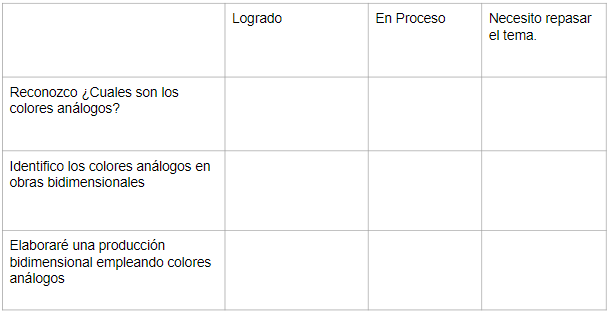 Logrado
En Proceso
Necesito repasar
el tema.
Reconozco ¿Cuales son los
colores análogos?
Identifico los colores análogos en
obras bidimensionales
Elaboraré una producción
bidimensional empleando colores
análogos